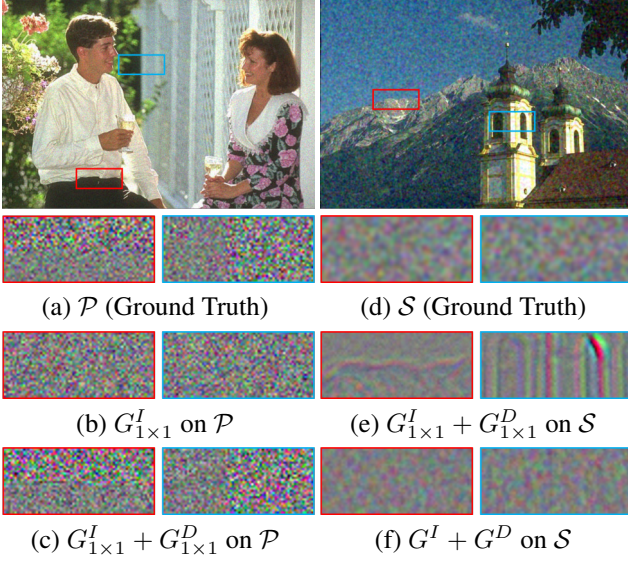 (a) 𝒫 (Ground Truth)
(d) 𝒮 (Ground Truth)
(b) G^I_{1×1} on 𝒫
(e) G^I_{1×1} + G^D_{1×1} on 𝒮
(c) G^I_{1×1} + G^D_{1×1} on 𝒫
(f) G^I + G^D on 𝒮